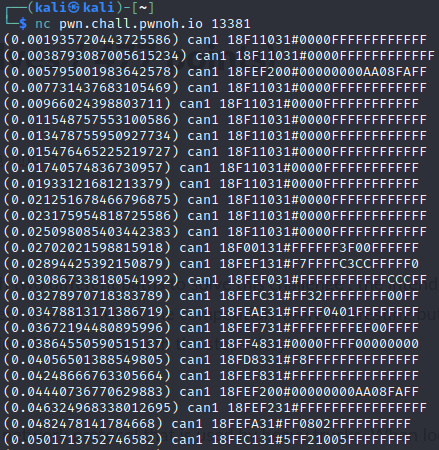 ┌──(kali㉿kali)-[~]
└─$ nc pwn.chall.pwnoh.io 13381
(0.001935720443725586) can1 18F11031#0000FFFFFFFFFFFF
(0.0038793087005615234) can1 18F11031#0000FFFFFFFFFFFF
(0.005795001983642578) can1 18FEF200#00000000AA08FAFF
(0.007731437683105469) can1 18F11031#0000FFFFFFFFFFFF
(0.00966024398803711) can1 18F11031#0000FFFFFFFFFFFF
(0.011548757553100586) can1 18F11031#0000FFFFFFFFFFFF
(0.013478755950927734) can1 18F11031#0000FFFFFFFFFFFF
(0.015476465225219727) can1 18F11031#0000FFFFFFFFFFFF
(0.01740574836730957) can1 18F11031#0000FFFFFFFFFFFF
(0.01933121681213379) can1 18F11031#0000FFFFFFFFFFFF
(0.021251678466796875) can1 18F11031#0000FFFFFFFFFFFF
(0.023175954818725586) can1 18F11031#0000FFFFFFFFFFFF
(0.025098085403442383) can1 18F11031#0000FFFFFFFFFFFF
(0.02702021598815918) can1 18F00131#FFFFFF3F00FFFFFF
(0.02894425392150879) can1 18FEF131#F7FFFFC3CCFFFFF0
(0.030867338180541992) can1 18FEF031#FFFFFFFFFFFFCCCF
(0.03278970718383789) can1 18FEFC31#FF32FFFFFFFF00FF
(0.03478813171386719) can1 18FEAE31#FFFF0401FFFFFFFF
(0.03672194480895996) can1 18FEF731#FFFFFFFFEF00FFFF
(0.03864550590515137) can1 18FF4831#0000FFFF00000000
(0.04056501388549805) can1 18FD8331#F8FFFFFFFFFFFFFF
(0.04248666763305664) can1 18FEF831#FFFFFFFFFFFFFFFF
(0.04440736770629883) can1 18FEF200#00000000AA08FAFF
(0.046324968338012695) can1 18FEF231#FFFFFFFFFFFFFFFF
(0.0482478141784668) can1 18FEFA31#FF0802FFFFFFFFFF
(0.0501713752746582) can1 18FEC131#5FF21005FFFFFFFF